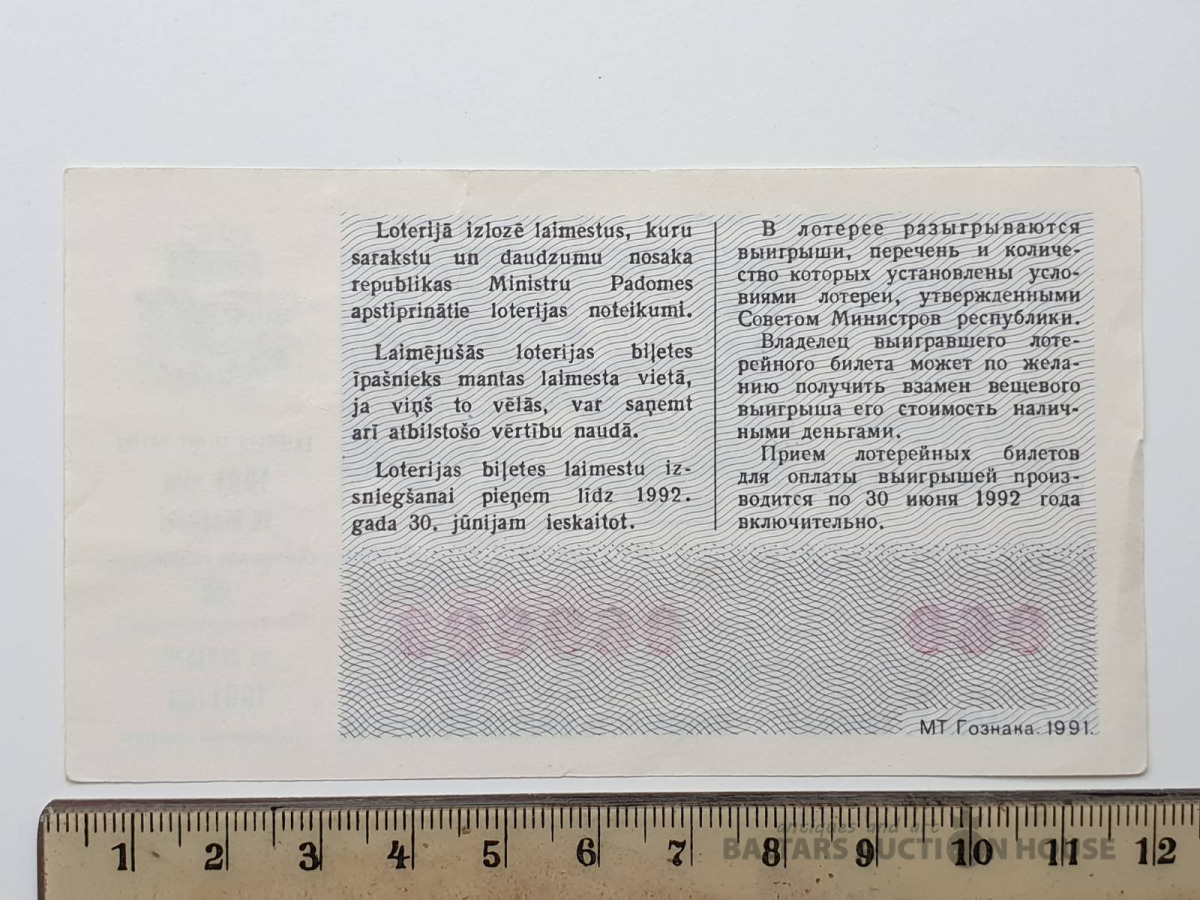 Loterijā izlozē laimestus, kuru
sarakstu un daudzumu nosaka
republikas Ministru Padomes
apstiprinātie loterijas noteikumi.
Laimējušās loterijas biļetes
īpašnieks mantas laimesta vietā,
ja viņš to vēlās, var saņemt
arī atbilstošo vērtību naudā.
Loterijas biļetes laimestu iz-
sniegšanai pieņem līdz 1992.
gada 30. jūnijam ieskaitot.
В лотерее разыгрываются
выигрыши, перечень и количе-
ство которых установлены усло-
виями лотереи, утвержденными
Советом Министров республики.
Владелец выигравшего лоте-
рейного билета может по жела-
нию получить взамен вещевого
выигрыша его стоимость налич-
ными деньгами.
Прием лотерейных билетов
для оплаты выигрышей произ-
водится по 30 июня 1992 года
включительно.
МТ Гознака. 1991.
antiques and art
BALTARS AUCTION HOUSE
1 2 3 4 5 6 7 8 9 10 11 12